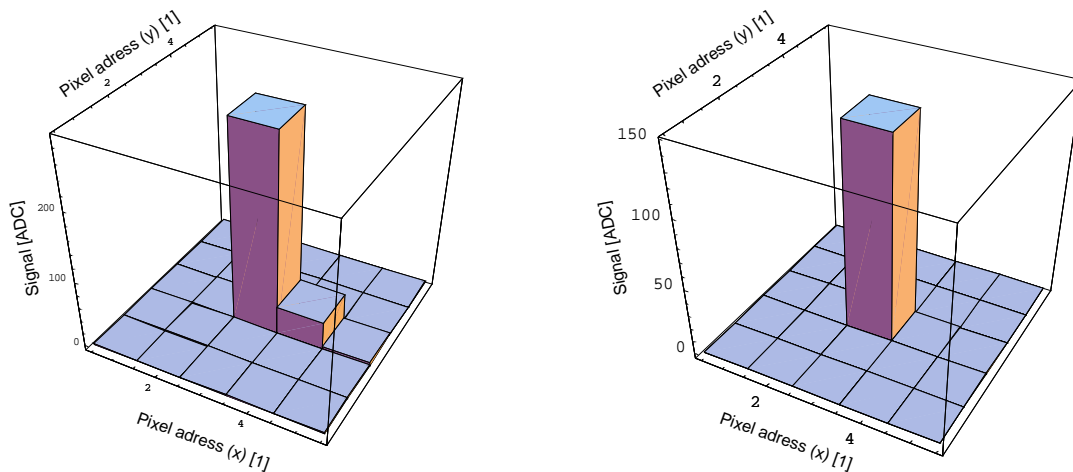 Pixel adress (y) [1]
2
4
Signal [ADC]
200
100
0
2
4
Pixel adress (x) [1]
Pixel adress (y) [1]
2
4
Signal [ADC]
150
100
50
0
2
4
Pixel adress (x) [1]